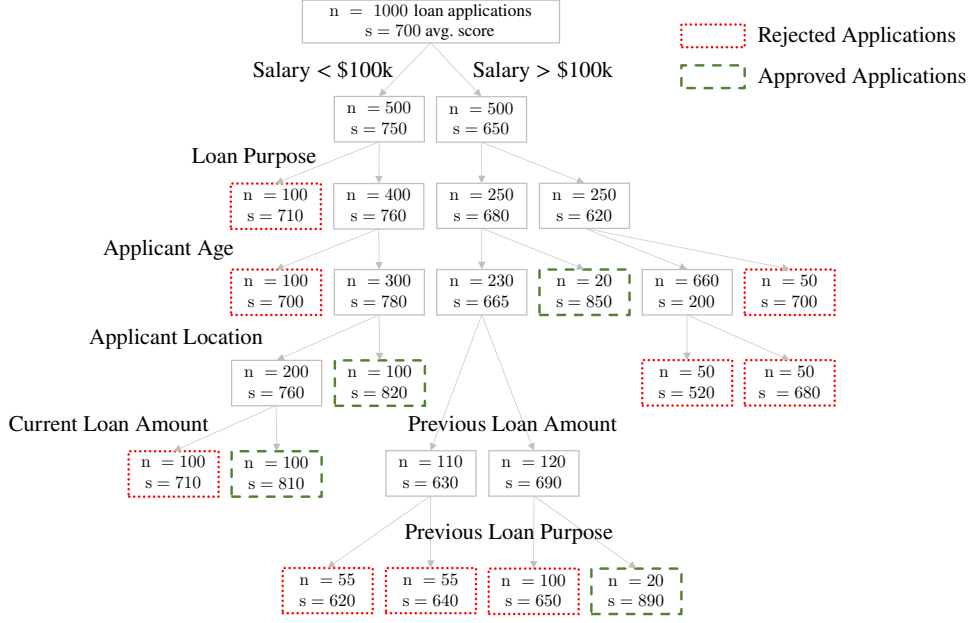 n = 1000 loan applications
s = 700 avg. score
Rejected Applications
Approved Applications
Salary < $100k
Salary > $100k
n = 500
s = 750
n = 500
s = 650
Loan Purpose
n = 100
s = 710
n = 400
s = 760
n = 250
s = 680
n = 250
s = 620
Applicant Age
n = 100
s = 700
n = 300
s = 780
n = 230
s = 665
n = 20
s = 850
n = 660
s = 200
n = 50
s = 700
Applicant Location
n = 200
s = 760
n = 100
s = 820
n = 50
s = 520
n = 50
s = 680
Current Loan Amount
Previous Loan Amount
n = 100
s = 710
n = 100
s = 810
n = 110
s = 630
n = 120
s = 690
Previous Loan Purpose
n = 55
s = 620
n = 55
s = 640
n = 100
s = 650
n = 20
s = 890